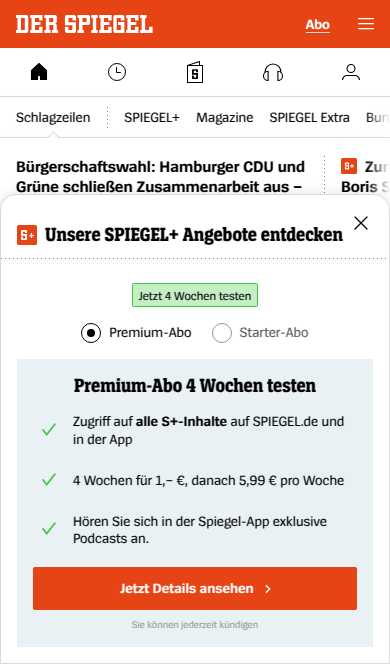 DER SPIEGEL
Abo
S
Schlagzeilen
SPIEGEL+
Magazine
SPIEGEL Extra
Bun
Bürgerschaftswahl: Hamburger CDU und
Grüne schließen Zusammenarbeit aus –
S+ Zur
Boris S
S+ Unsere SPIEGEL+ Angebote entdecken
Jetzt 4 Wochen testen
Premium-Abo
Starter-Abo
Premium-Abo 4 Wochen testen
Zugriff auf alle S+-Inhalte auf SPIEGEL.de und
in der App
4 Wochen für 1,– €, danach 5,99 € pro Woche
Hören Sie sich in der Spiegel-App exklusive
Podcasts an.
Jetzt Details ansehen
Sie können jederzeit kündigen